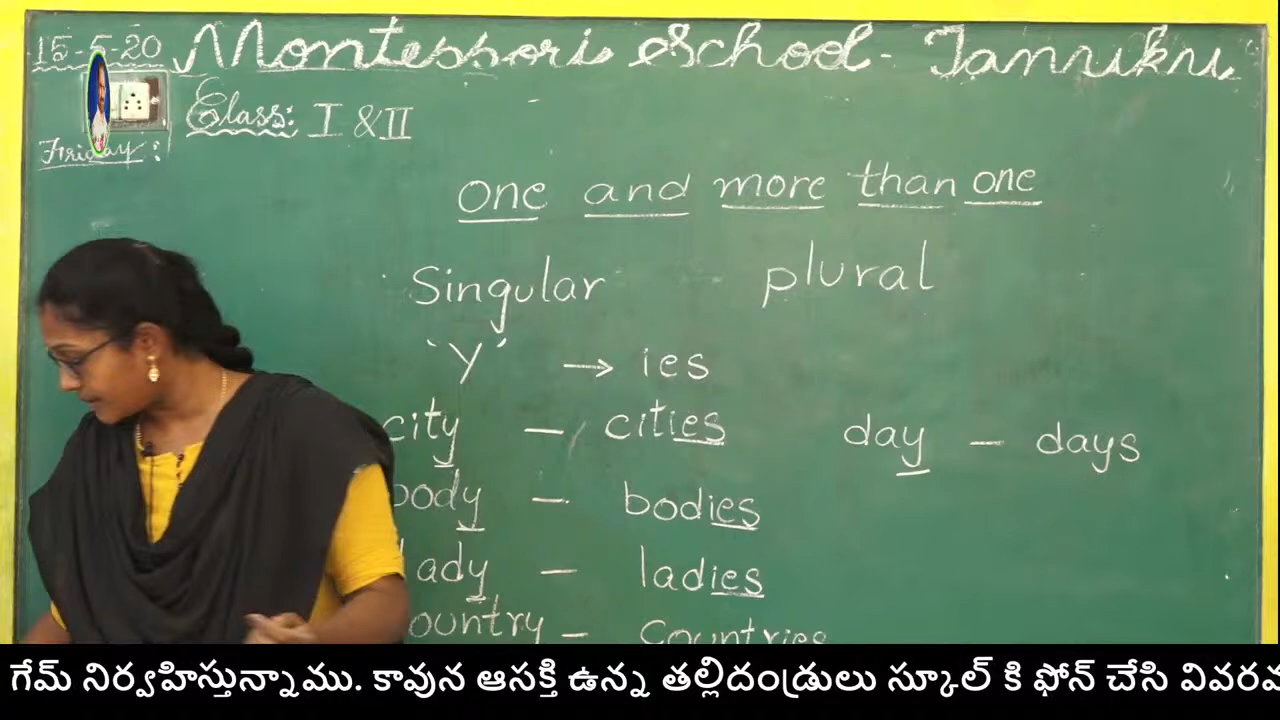 15-5-20 Montessori School - Tanuku
Class: I & II
Friday:
one and more than one
Singular plural
"Y" → ies
city - cities day - days
body - bodies
lady - ladies
country - countries
గేమ్ నిర్వహిస్తున్నాము. కావున ఆసక్తి ఉన్న తల్లిదండ్రులు స్కూల్ కి ఫోన్ చేసి వివరవ